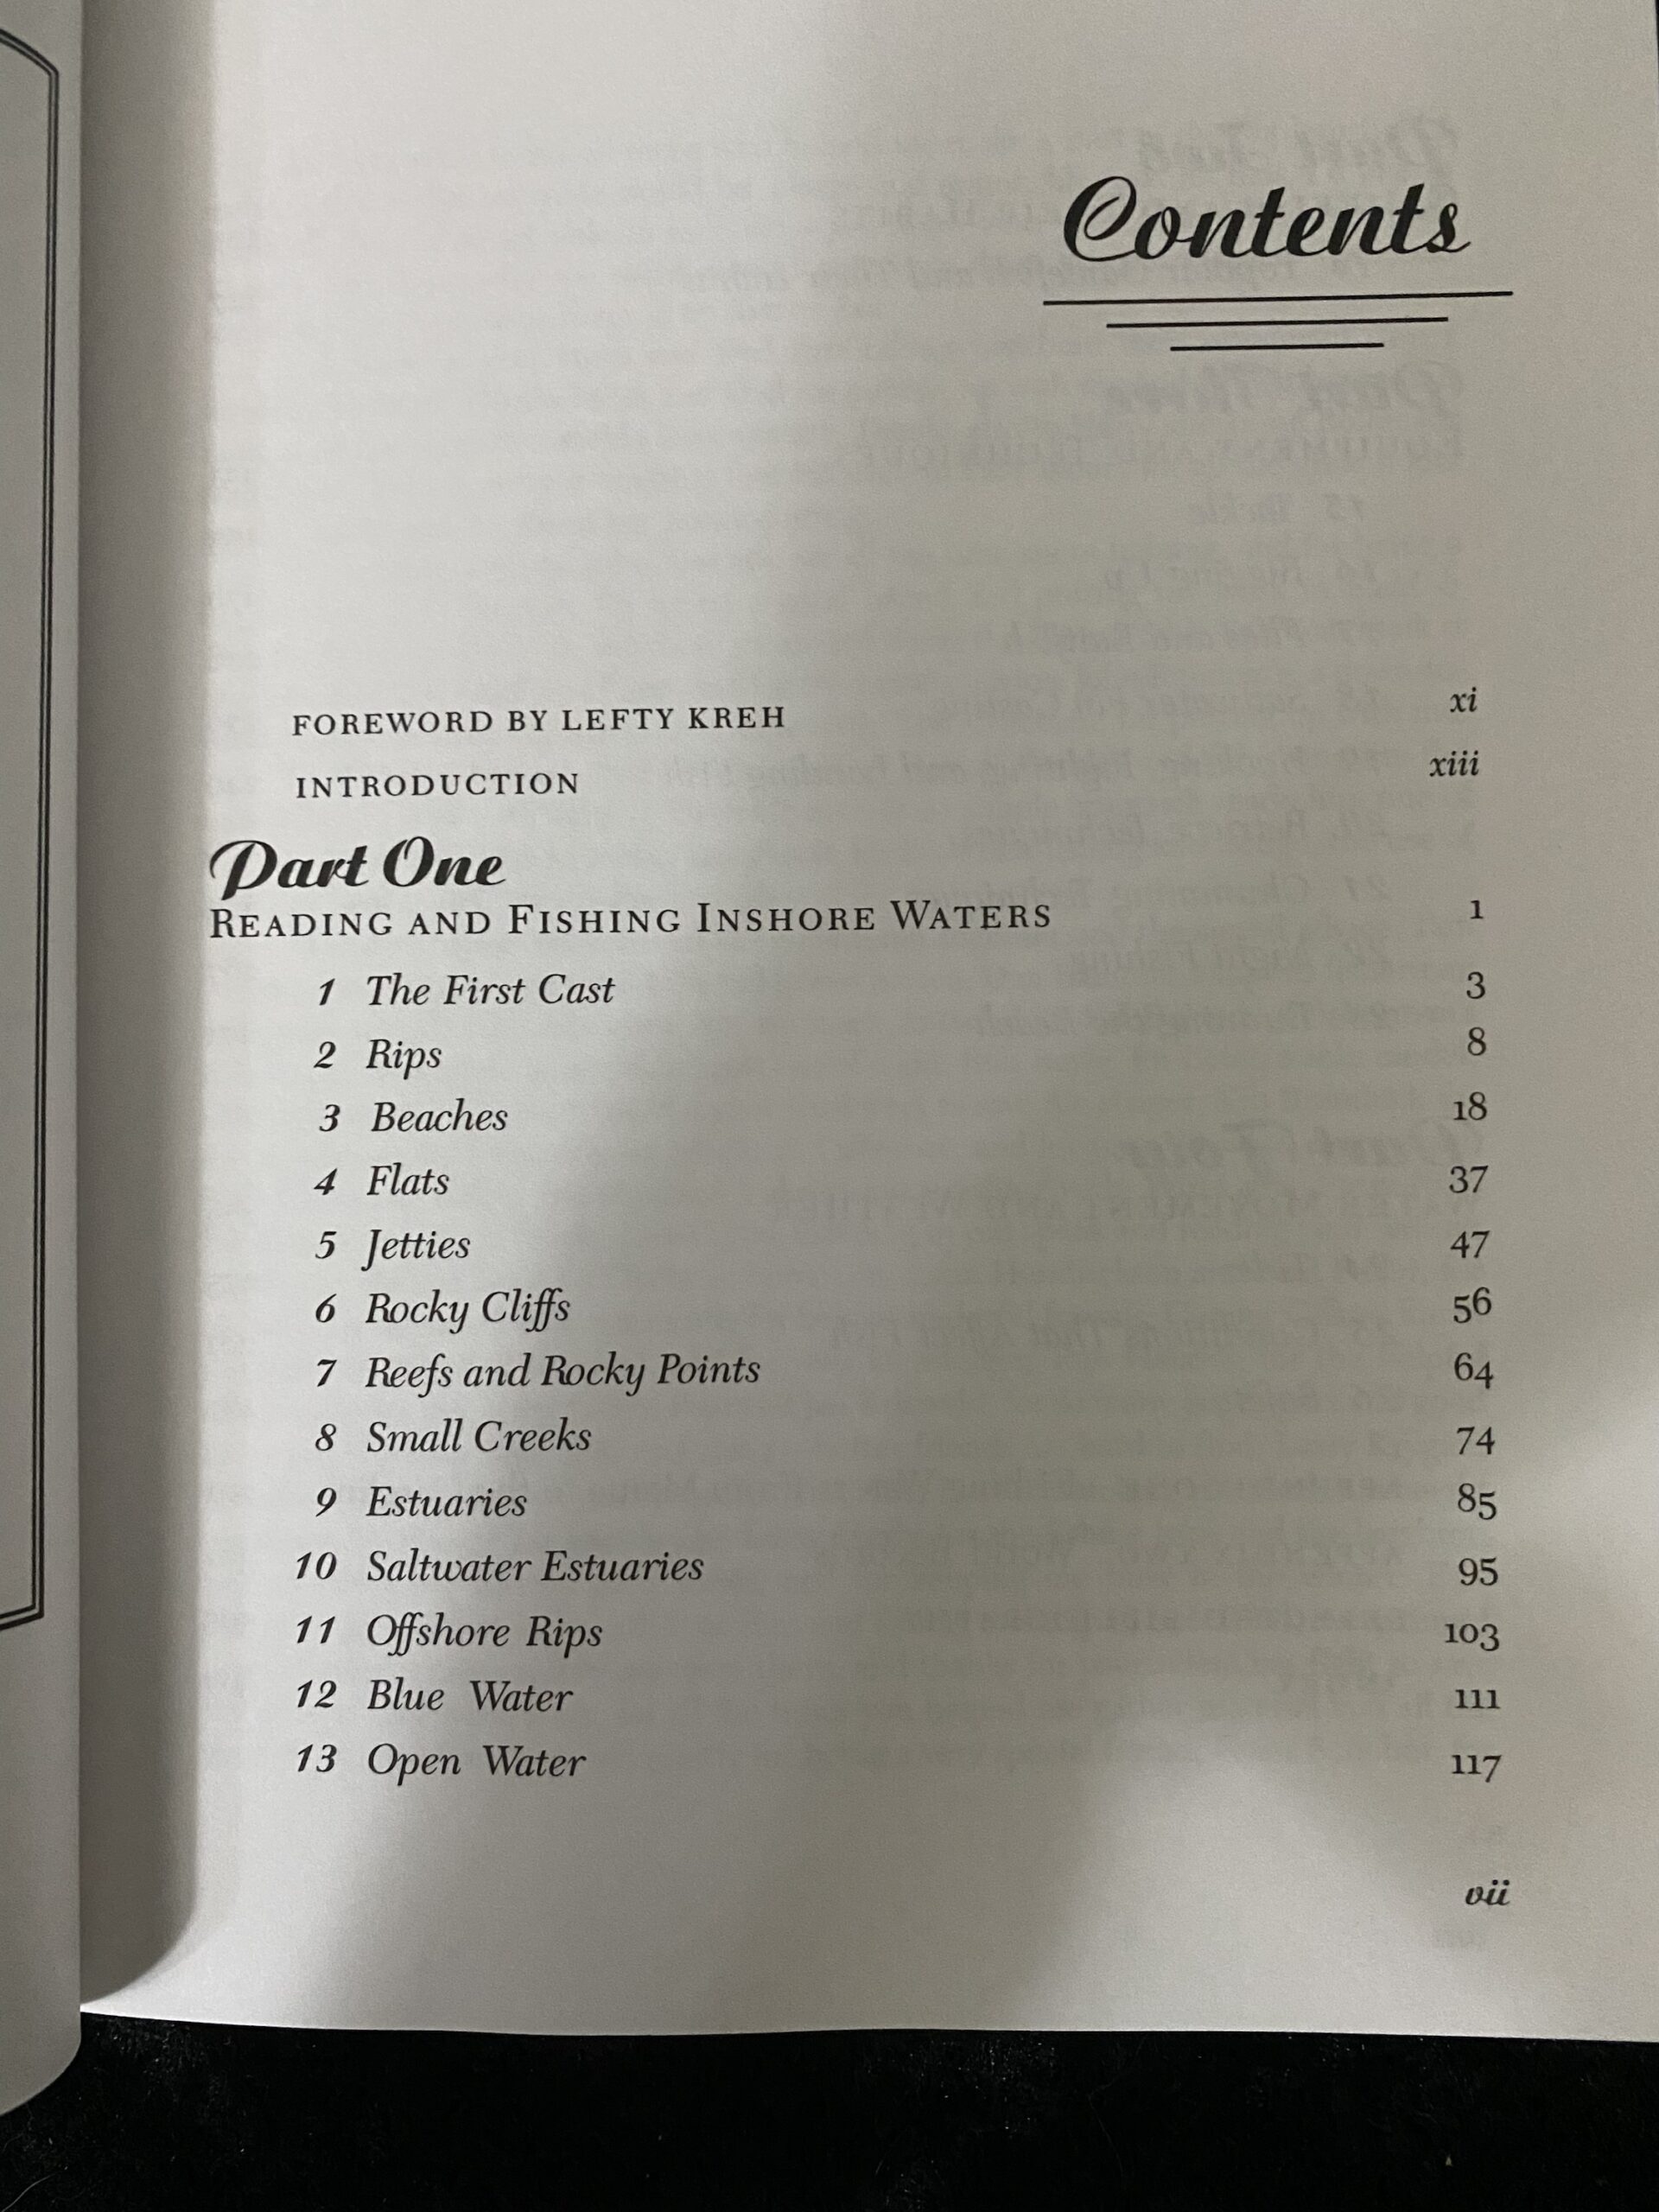 Contents
FOREWORD BY LEFTY KREH xi
INTRODUCTION xiii
Part One
READING AND FISHING INSHORE WATERS 1
1 The First Cast 3
2 Rips 8
3 Beaches 18
4 Flats 37
5 Jetties 47
6 Rocky Cliffs 56
7 Reefs and Rocky Points 64
8 Small Creeks 74
9 Estuaries 85
10 Saltwater Estuaries 95
11 Offshore Rips 103
12 Blue Water 111
13 Open Water 117
vii